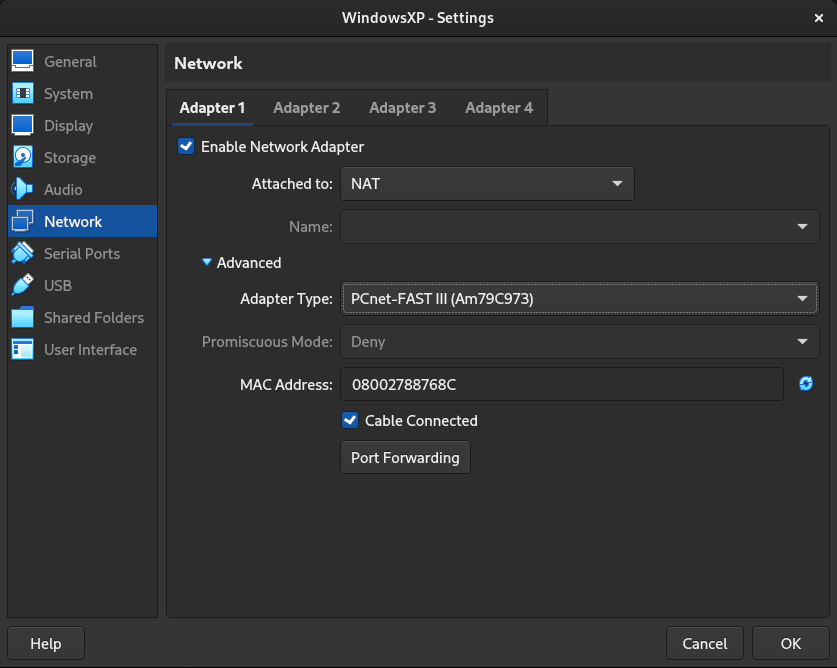 WindowsXP - Settings
General
System
Display
Storage
Audio
Network
Serial Ports
USB
Shared Folders
User Interface
Network
Adapter 1 Adapter 2 Adapter 3 Adapter 4
Enable Network Adapter
Attached to: NAT
Name:
Advanced
Adapter Type: PCnet-FAST III (Am79C973)
Promiscuous Mode: Deny
MAC Address: 08002788768C
Cable Connected
Port Forwarding
Help Cancel OK